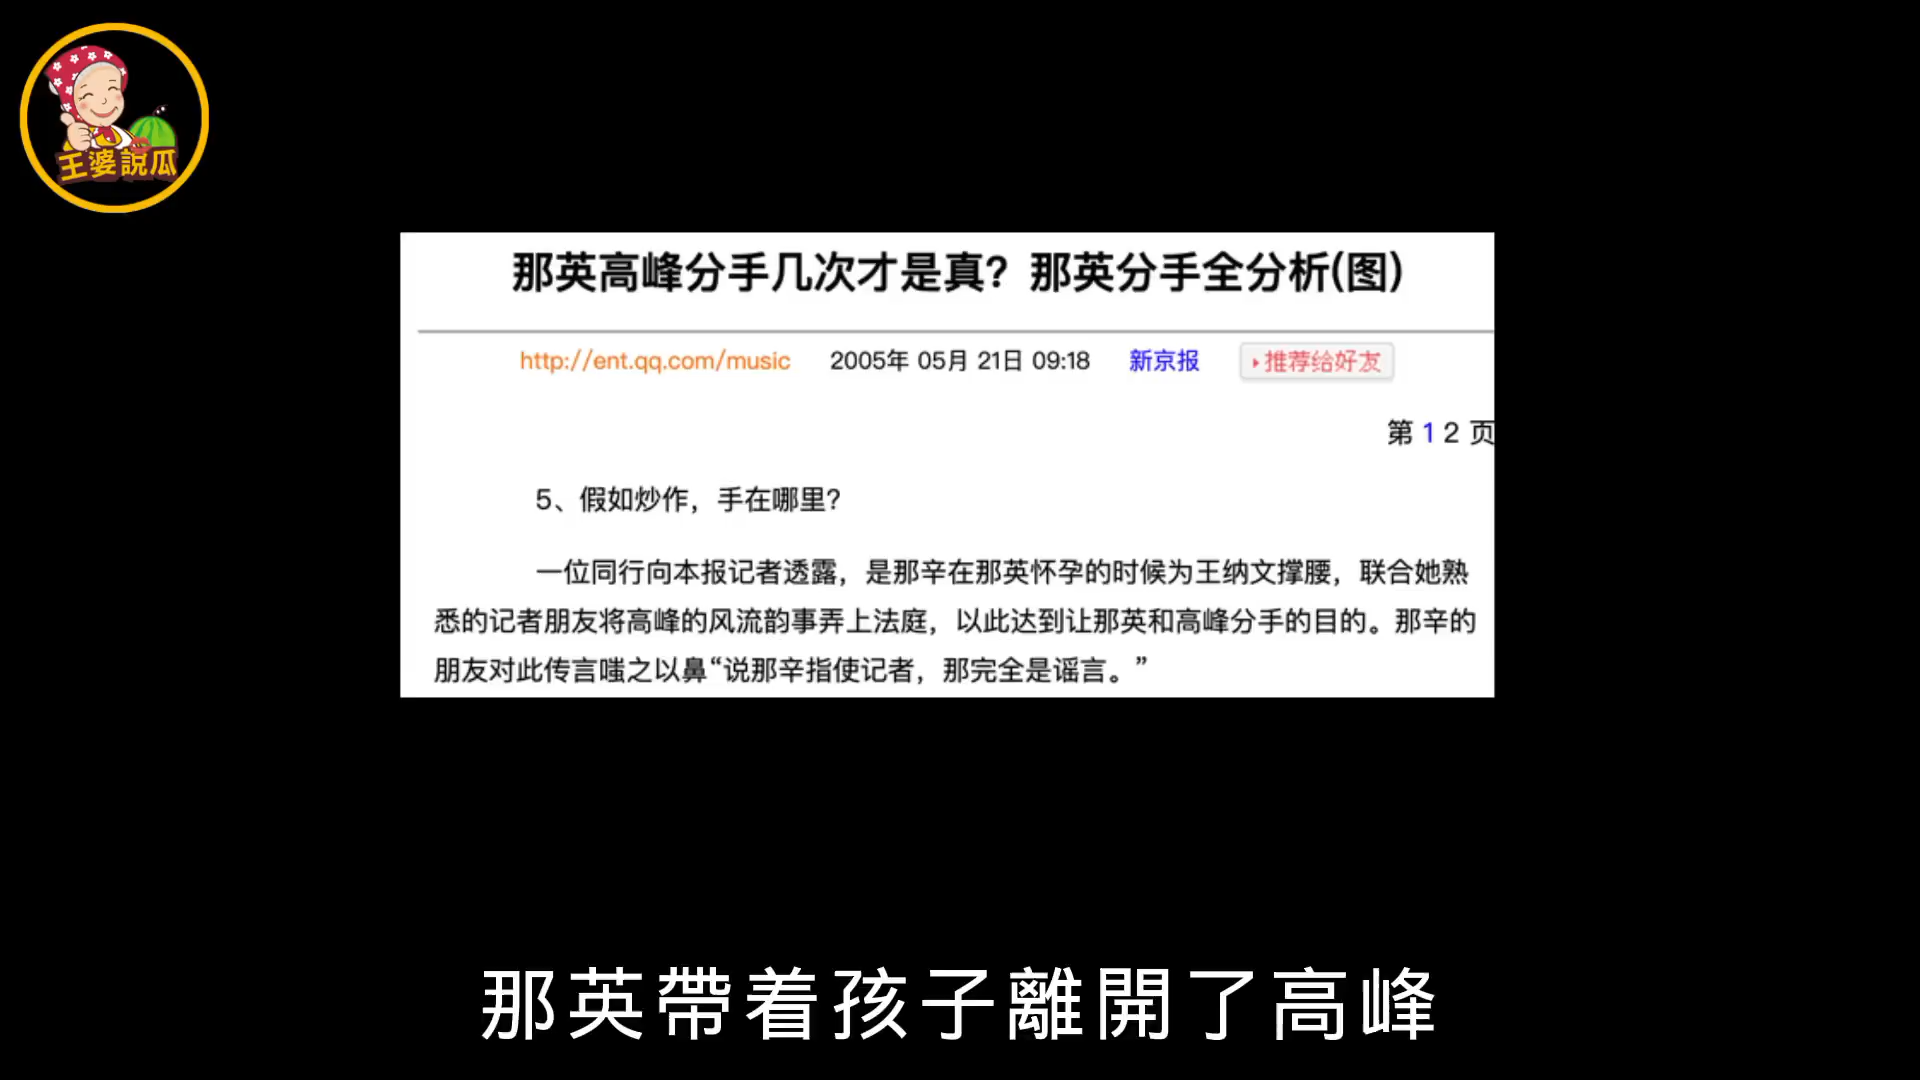 王婆説瓜
那英高峰分手几次才是真？那英分手全分析(图)
http://ent.qq.com/music 2005年 05月 21日 09:18 新京报 推荐给好友
第 1 2 页
5、假如炒作，手在哪里？
一位同行向本报记者透露，是那辛在那英怀孕的时候为王纳文撑腰，联合她熟
悉的记者朋友将高峰的风流韵事弄上法庭，以此达到让那英和高峰分手的目的。那辛的
朋友对此传言嗤之以鼻“说那辛指使记者，那完全是谣言。”
那英帶着孩子離開了高峰